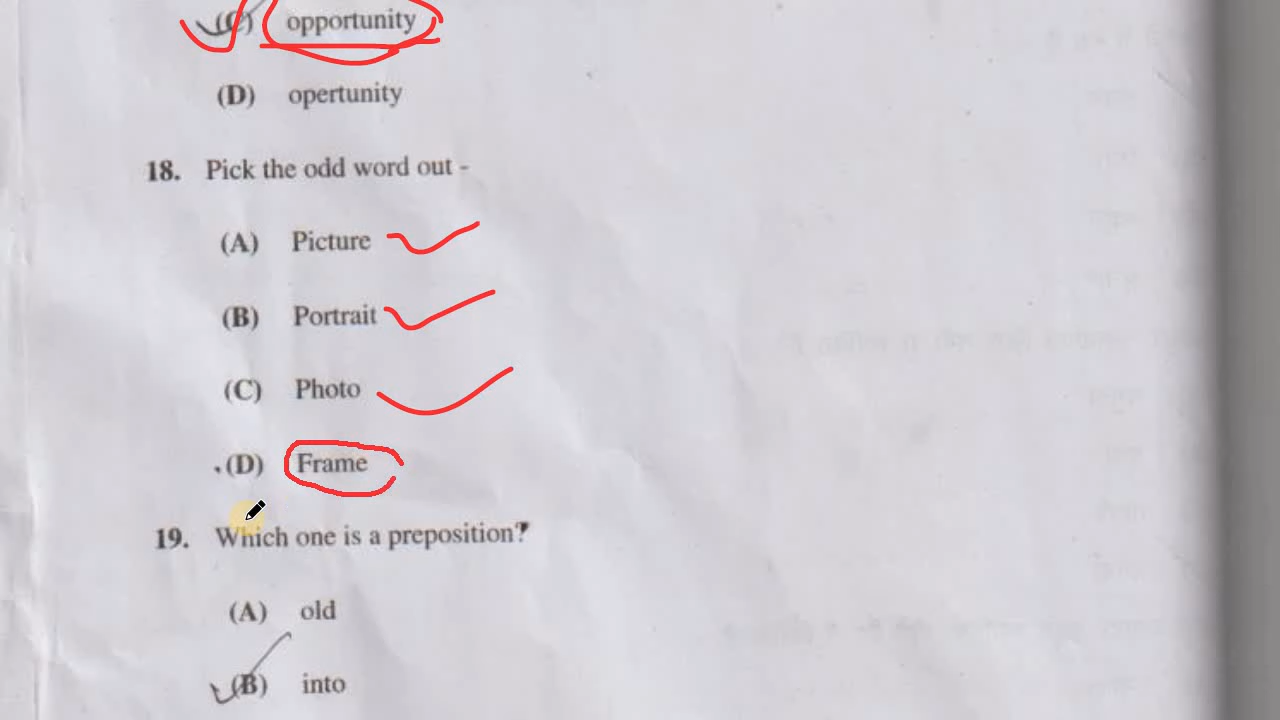 (C) opportunity
(D) opertunity
18. Pick the odd word out -
(A) Picture
(B) Portrait
(C) Photo
(D) Frame
19. Which one is a preposition?
(A) old
(B) into